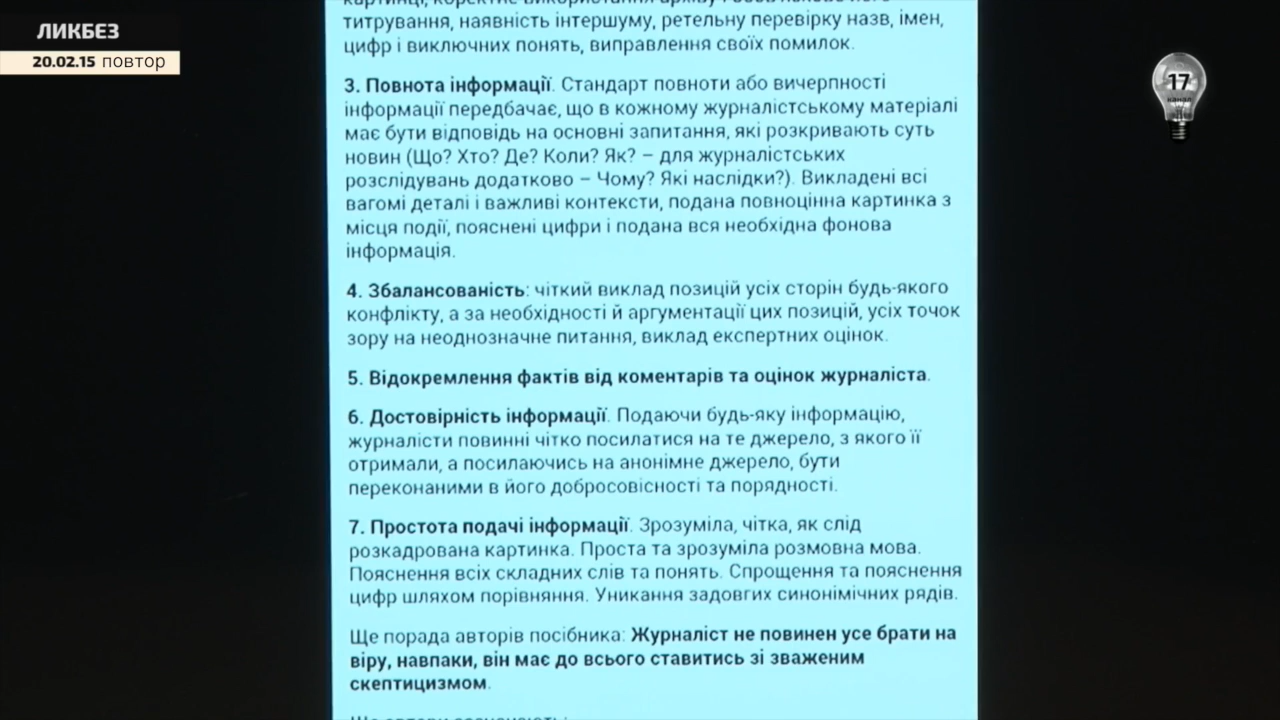 ЛИКБЕЗ
20.02.15 повтор
17
канал
титрування, наявність інтершуму, ретельну перевірку назв, імен,
цифр і виключних понять, виправлення своїх помилок.
3. Повнота інформації. Стандарт повноти або вичерпності
інформації передбачає, що в кожному журналістському матеріалі
має бути відповідь на основні запитання, які розкривають суть
новин (Що? Хто? Де? Коли? Як? – для журналістських
розслідувань додатково – Чому? Які наслідки?). Викладені всі
вагомі деталі і важливі контексти, подана повноцінна картинка з
місця події, пояснені цифри і подана вся необхідна фонова
інформація.
4. Збалансованість: чіткий виклад позицій усіх сторін будь-якого
конфлікту, а за необхідності й аргументації цих позицій, усіх точок
зору на неоднозначне питання, виклад експертних оцінок.
5. Відокремлення фактів від коментарів та оцінок журналіста.
6. Достовірність інформації. Подаючи будь-яку інформацію,
журналісти повинні чітко посилатися на те джерело, з якого її
отримали, а посилаючись на анонімне джерело, бути
переконаними в його добросовісності та порядності.
7. Простота подачі інформації. Зрозуміла, чітка, як слід
розкадрована картинка. Проста та зрозуміла розмовна мова.
Пояснення всіх складних слів та понять. Спрощення та пояснення
цифр шляхом порівняння. Уникання задовгих синонімічних рядів.
Ще порада авторів посібника: Журналіст не повинен усе брати на
віру, навпаки, він має до всього ставитись зі зваженим
скептицизмом.